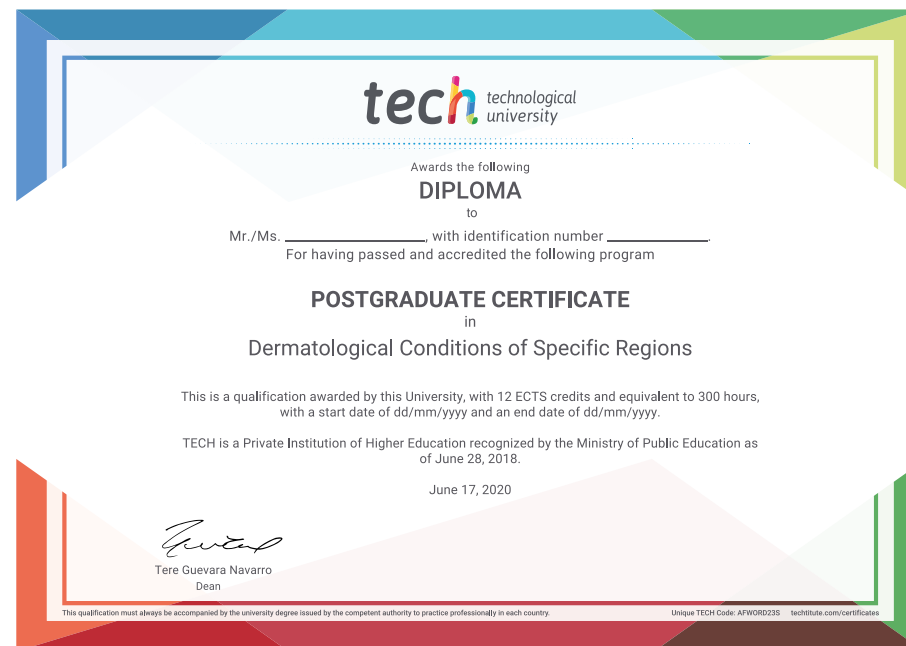 tech technological
university
Awards the following
DIPLOMA
to
Mr./Ms. ____________________, with identification number ______________.
For having passed and accredited the following program
POSTGRADUATE CERTIFICATE
in
Dermatological Conditions of Specific Regions
This is a qualification awarded by this University, with 12 ECTS credits and equivalent to 300 hours,
with a start date of dd/mm/yyyy and an end date of dd/mm/yyyy.
TECH is a Private Institution of Higher Education recognized by the Ministry of Public Education as
of June 28, 2018.
June 17, 2020
Tere Guevara Navarro
Dean
This qualification must always be accompanied by the university degree issued by the competent authority to practice professionally in each country. Unique TECH Code: AFWORD23S techtitute.com/certificates